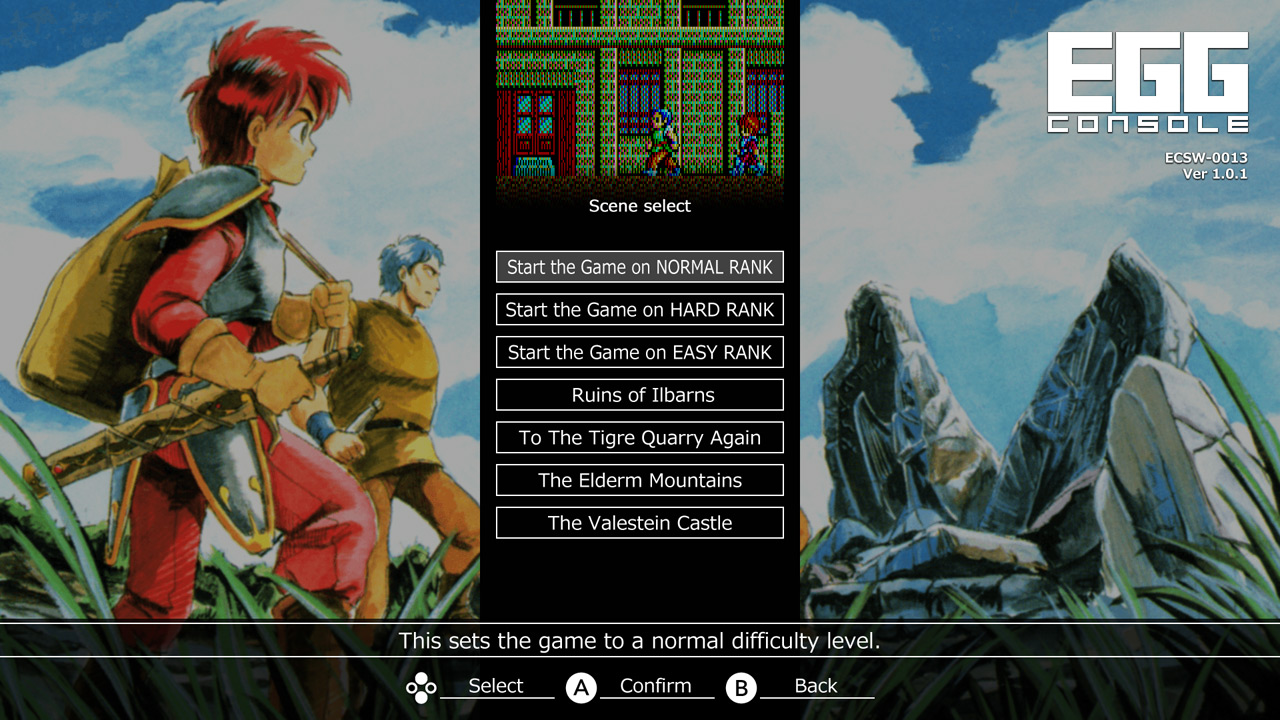 EGG
CONSOLE
ECSW-0013
Ver 1.0.1
Scene select
Start the Game on NORMAL RANK
Start the Game on HARD RANK
Start the Game on EASY RANK
Ruins of Ilbarns
To The Tigre Quarry Again
The Elderm Mountains
The Valestein Castle
This sets the game to a normal difficulty level.
Select A Confirm B Back